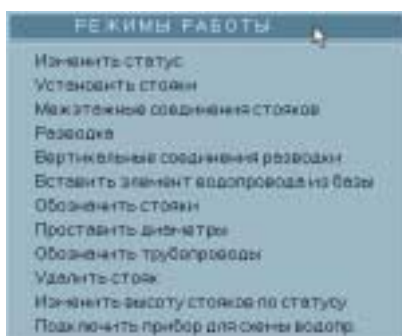 РЕЖИМЫ РАБОТЫ
Изменить статус
Установить стояки
Межэтажные соединения стояков
Разводка
Вертикальные соединения разводки
Вставить элемент водопровода из базы
Обозначить стояки
Проставить диаметры
Обозначить трубопроводы
Удалить стояк
Изменить высоту стояков по статусу
Подключить прибор для схемы водопр.